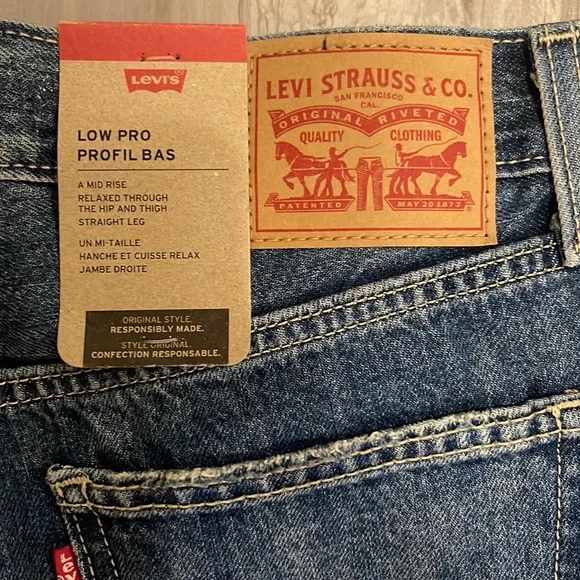 Levi's
LOW PRO
PROFIL BAS
A MID RISE
RELAXED THROUGH
THE HIP AND THIGH
STRAIGHT LEG
UN MI-TAILLE
HANCHE ET CUISSE RELAX
JAMBE DROITE
ORIGINAL STYLE.
RESPONSIBLY MADE.
STYLE ORIGINAL.
CONFECTION RESPONSABLE.
LEVI STRAUSS & CO.
SAN FRANCISCO
CAL.
ORIGINAL RIVETED
QUALITY CLOTHING
PATENTED MAY 20 1873